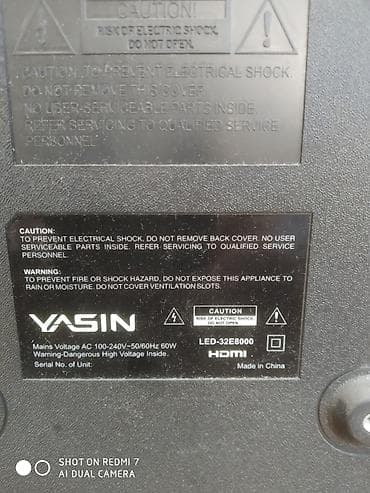 CAUTION!
RISK OF ELECTRIC SHOCK,
DO NOT OPEN.
CAUTION: TO PREVENT ELECTRICAL SHOCK,
DO NOT REMOVE THIS COVER.
NO USER-SERVICEABLE PARTS INSIDE.
REFER SERVICING TO QUALIFIED SERVICE
PERSONNEL
CAUTION:
TO PREVENT ELECTRICAL SHOCK, DO NOT REMOVE BACK COVER. NO USER
SERVICEABLE PARTS INSIDE. REFER SERVICING TO QUALIFIED SERVICE
PERSONNEL.
WARNING:
TO PREVENT FIRE OR SHOCK HAZARD, DO NOT EXPOSE THIS APPLIANCE TO
RAIN OR MOISTURE. DO NOT COVER VENTILATION SLOTS.
YASIN
CAUTION
RISK OF ELECTRIC SHOCK
DO NOT OPEN.
Mains Voltage AC 100-240V~50/60Hz 60W
Warning-Dangerous High Voltage Inside.
Serial No. of Unit:
LED-32E8000
HDMI
Made in China
SHOT ON REDMI 7
AI DUAL CAMERA